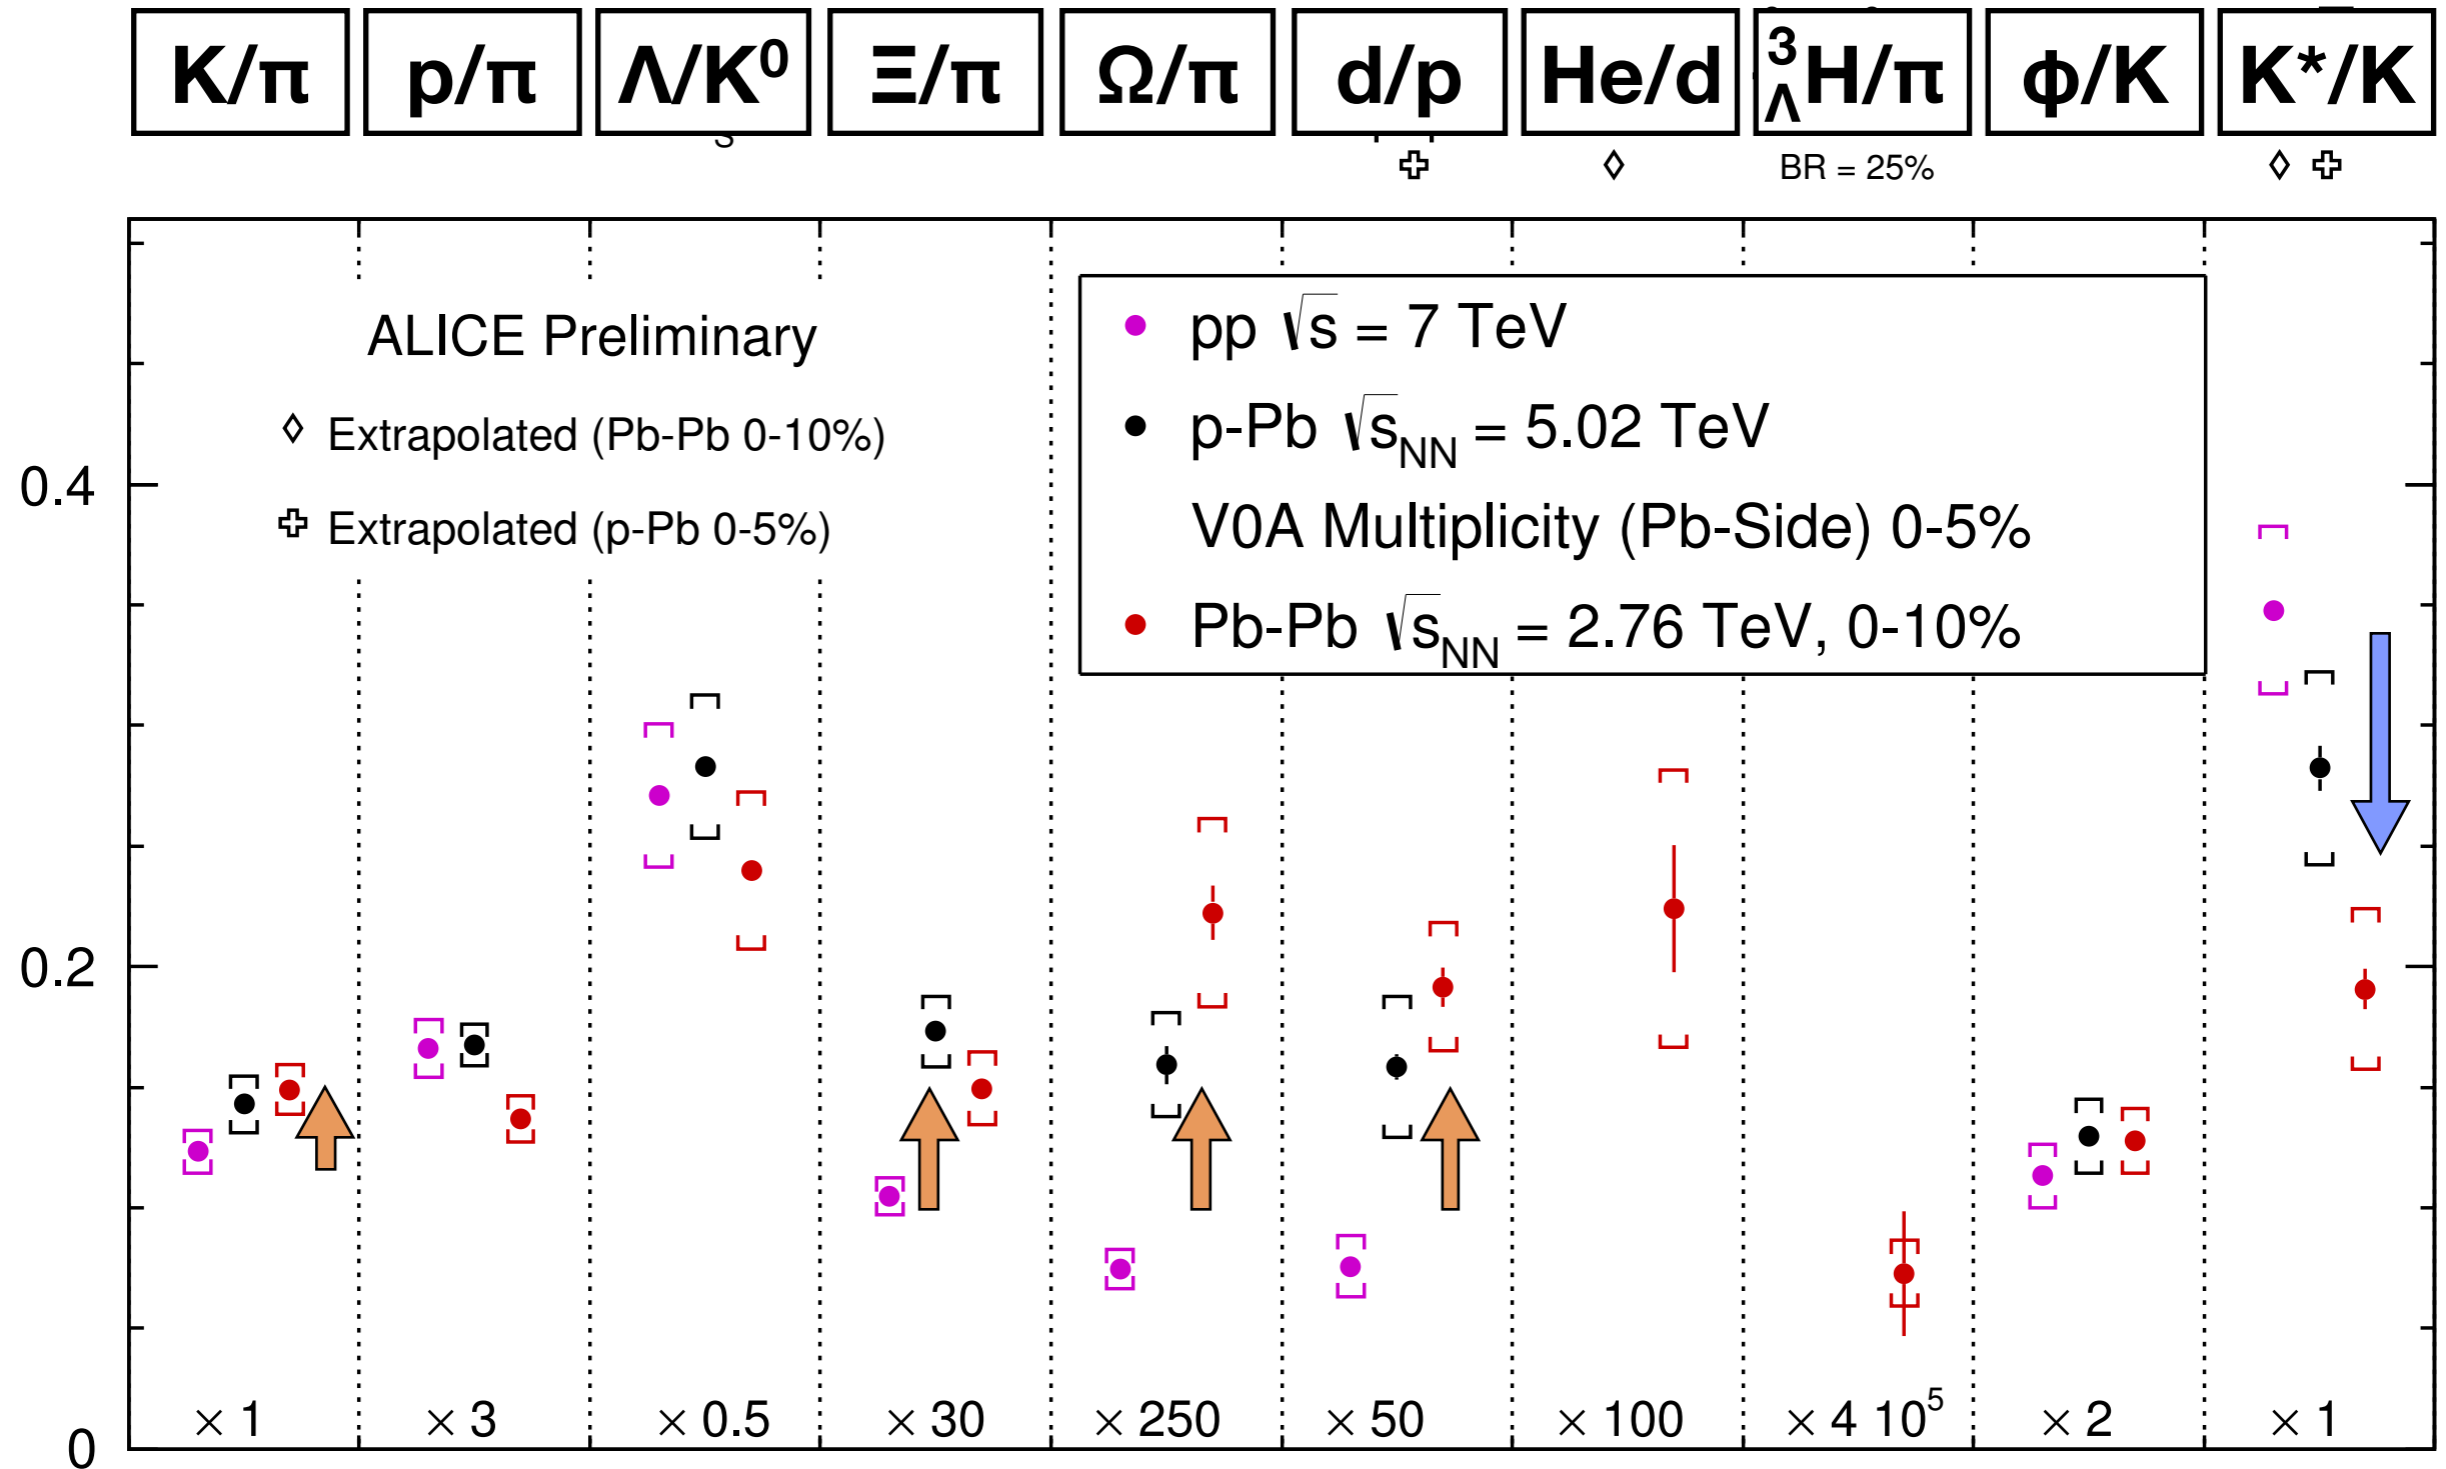 K/π p/π Λ/K⁰ Ξ/π Ω/π d/p He/d ³ΛH/π ϕ/K K*/K
s
BR = 25%
ALICE Preliminary
Extrapolated (Pb-Pb 0-10%)
Extrapolated (p-Pb 0-5%)
pp √s = 7 TeV
p-Pb √sNN = 5.02 TeV
V0A Multiplicity (Pb-Side) 0-5%
Pb-Pb √sNN = 2.76 TeV, 0-10%
0.4
0.2
0
× 1 × 3 × 0.5 × 30 × 250 × 50 × 100 × 4 10⁵ × 2 × 1